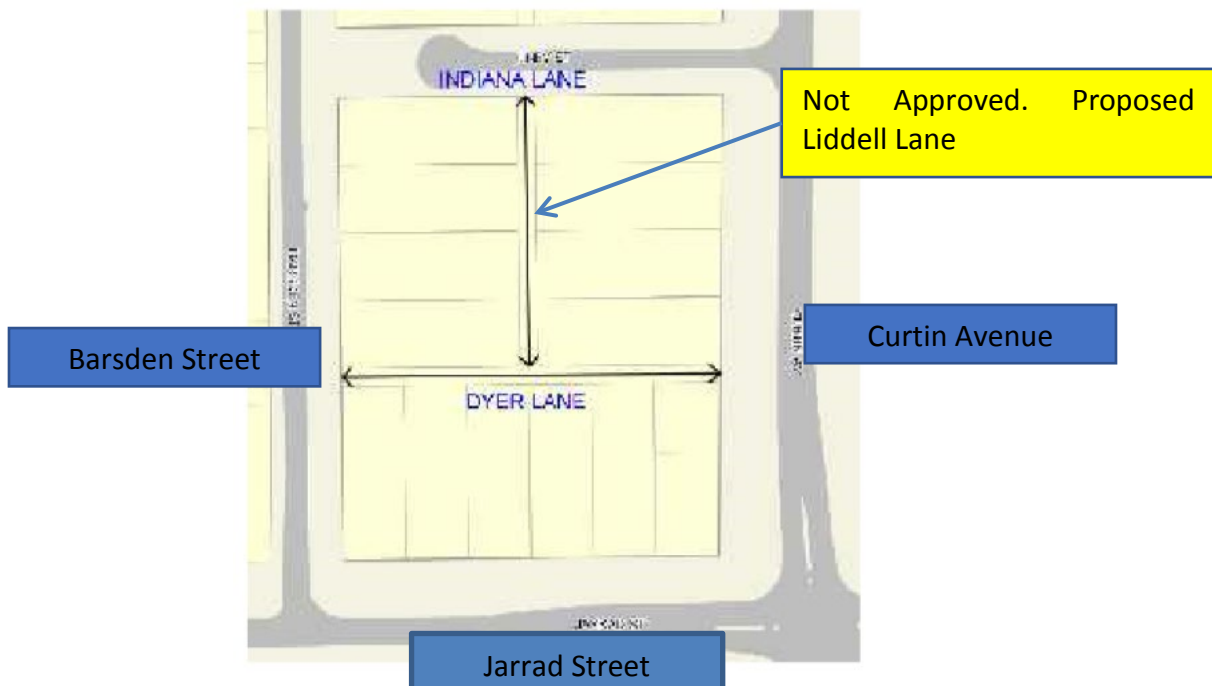 INDIANA LANE
Not Approved. Proposed
Liddell Lane
Barsden Street
Curtin Avenue
DYER LANE
Jarrad Street